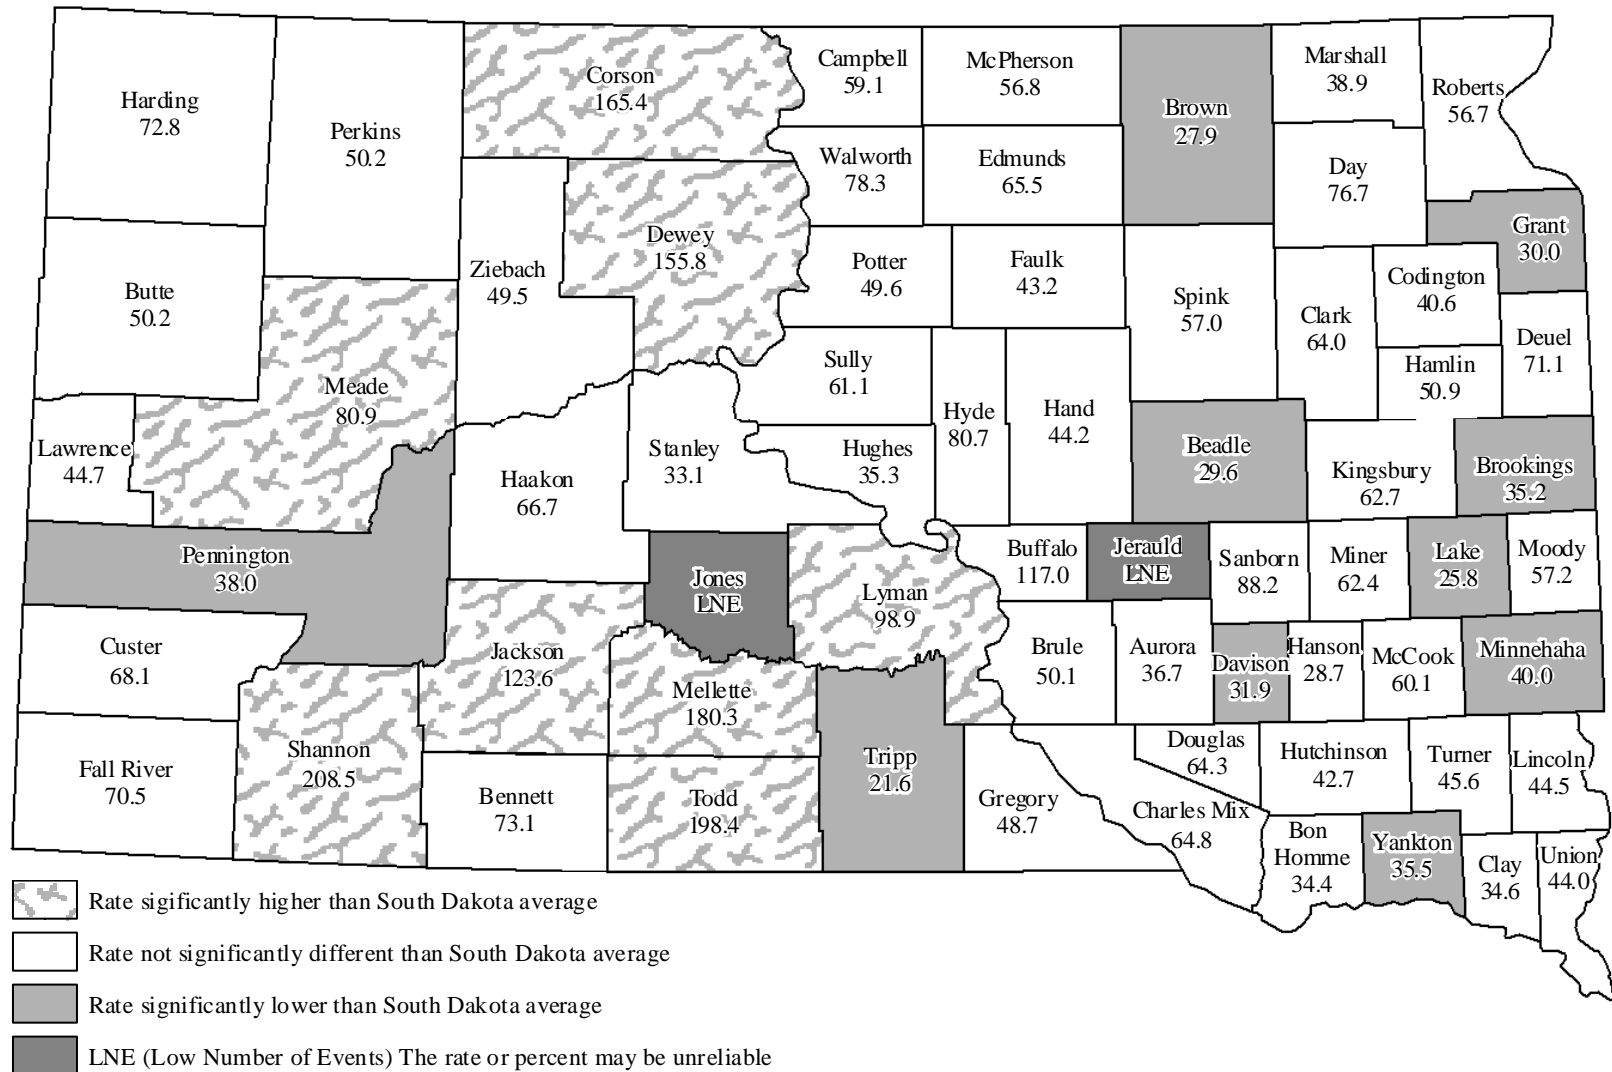 Harding
72.8
Perkins
50.2
Corson
165.4
Campbell
59.1
McPherson
56.8
Brown
27.9
Marshall
38.9
Roberts
56.7
Walworth
78.3
Edmunds
65.5
Day
76.7
Grant
30.0
Butte
50.2
Ziebach
49.5
Dewey
155.8
Potter
49.6
Faulk
43.2
Spink
57.0
Clark
64.0
Codington
40.6
Deuel
71.1
Hamlin
50.9
Meade
80.9
Sully
61.1
Hyde
80.7
Hand
44.2
Lawrence
44.7
Haakon
66.7
Stanley
33.1
Hughes
35.3
Beadle
29.6
Kingsbury
62.7
Brookings
35.2
Pennington
38.0
Jones
LNE
Lyman
98.9
Buffalo
117.0
Jerauld
LNE
Sanborn
88.2
Miner
62.4
Lake
25.8
Moody
57.2
Custer
68.1
Jackson
123.6
Mellette
180.3
Brule
50.1
Aurora
36.7
Davison
31.9
Hanson
28.7
McCook
60.1
Minnehaha
40.0
Fall River
70.5
Shannon
208.5
Bennett
73.1
Todd
198.4
Tripp
21.6
Gregory
48.7
Charles Mix
64.8
Douglas
64.3
Hutchinson
42.7
Turner
45.6
Lincoln
44.5
Bon
Homme
34.4
Yankton
35.5
Clay
34.6
Union
44.0
Rate sigificantly higher than South Dakota average
Rate not significantly different than South Dakota average
Rate significantly lower than South Dakota average
LNE (Low Number of Events) The rate or percent may be unreliable